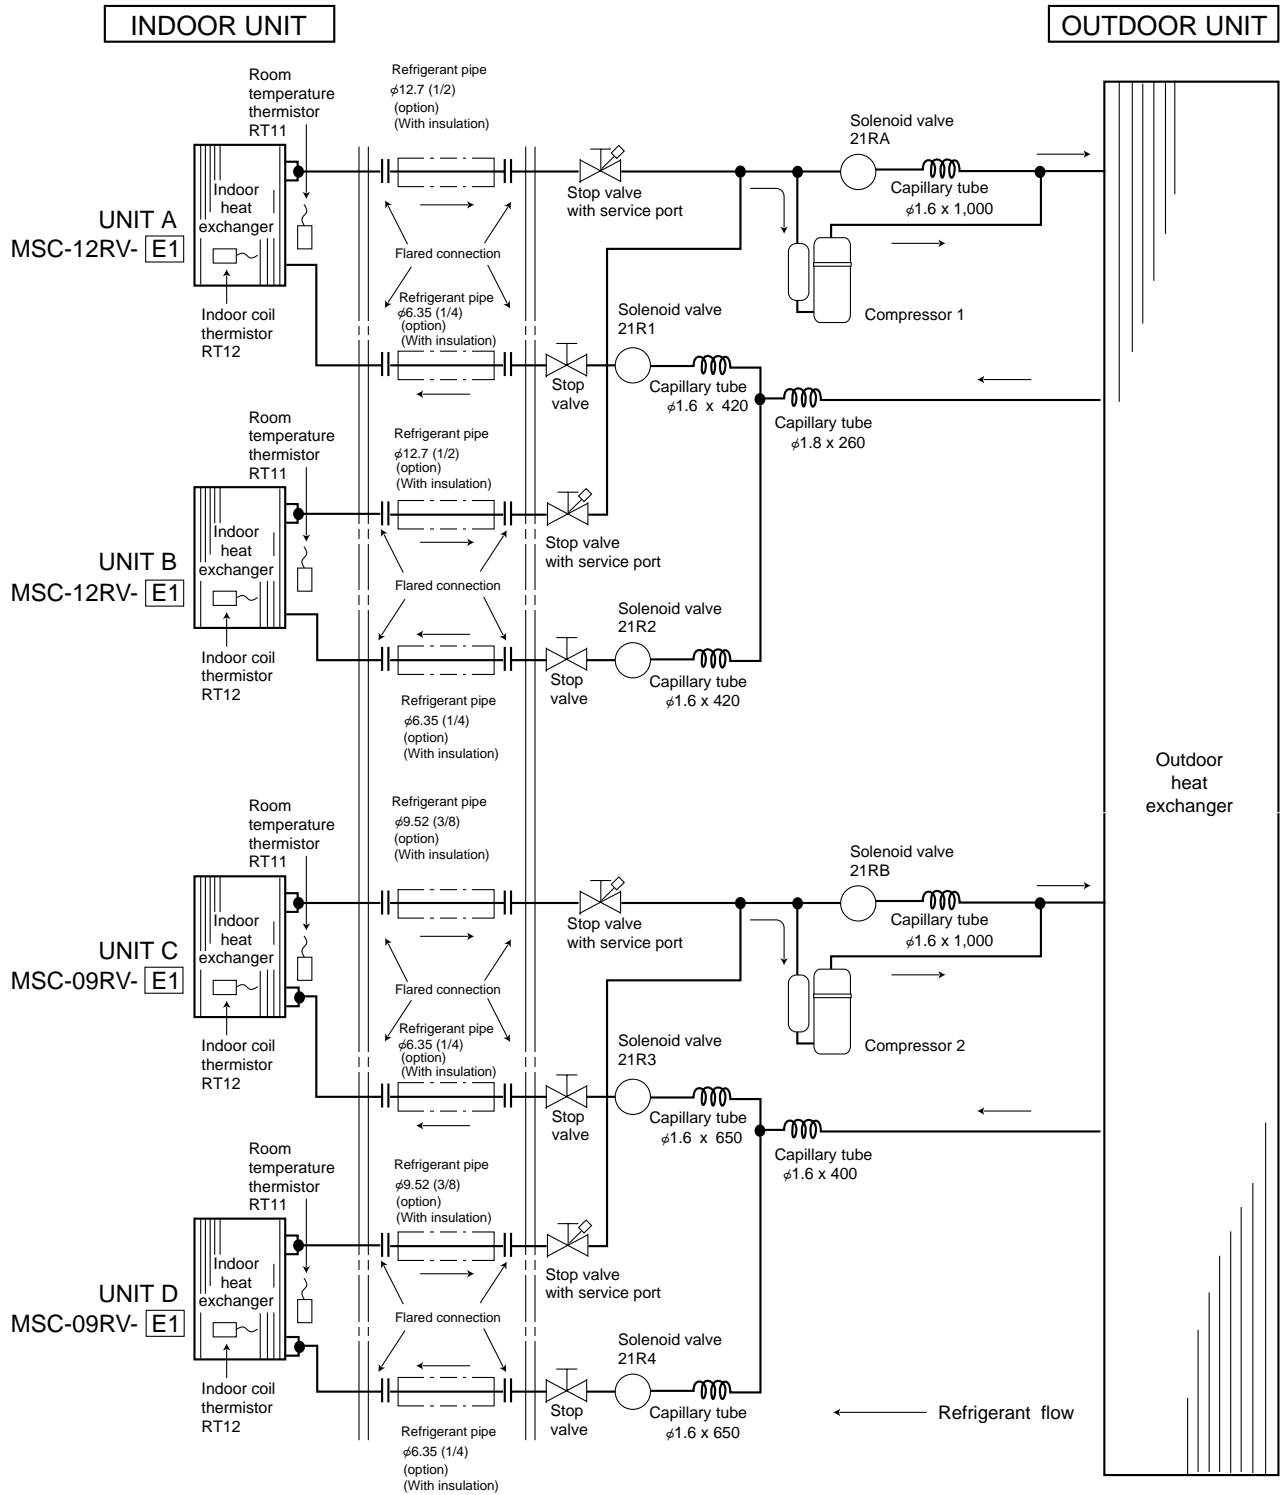 INDOOR UNIT
OUTDOOR UNIT
Room
temperature
thermistor
RT11
Refrigerant pipe
φ12.7 (1/2)
(option)
(With insulation)
Solenoid valve
21RA
Indoor
heat
exchanger
Stop valve
with service port
Capillary tube
φ1.6 x 1,000
UNIT A
MSC-12RV- E1
Flared connection
Indoor coil
thermistor
RT12
Refrigerant pipe
φ6.35 (1/4)
(option)
(With insulation)
Solenoid valve
21R1
Compressor 1
Stop
valve
Capillary tube
φ1.6 x 420
Capillary tube
φ1.8 x 260
Room
temperature
thermistor
RT11
Refrigerant pipe
φ12.7 (1/2)
(option)
(With insulation)
Indoor
heat
exchanger
Stop valve
with service port
UNIT B
MSC-12RV- E1
Flared connection
Solenoid valve
21R2
Indoor coil
thermistor
RT12
Stop
valve
Capillary tube
φ1.6 x 420
Refrigerant pipe
φ6.35 (1/4)
(option)
(With insulation)
Outdoor
heat
exchanger
Room
temperature
thermistor
RT11
Refrigerant pipe
φ9.52 (3/8)
(option)
(With insulation)
Solenoid valve
21RB
Indoor
heat
exchanger
Stop valve
with service port
Capillary tube
φ1.6 x 1,000
UNIT C
MSC-09RV- E1
Flared connection
Indoor coil
thermistor
RT12
Refrigerant pipe
φ6.35 (1/4)
(option)
(With insulation)
Solenoid valve
21R3
Compressor 2
Stop
valve
Capillary tube
φ1.6 x 650
Capillary tube
φ1.6 x 400
Room
temperature
thermistor
RT11
Refrigerant pipe
φ9.52 (3/8)
(option)
(With insulation)
Indoor
heat
exchanger
Stop valve
with service port
UNIT D
MSC-09RV- E1
Flared connection
Solenoid valve
21R4
Indoor coil
thermistor
RT12
Stop
valve
Capillary tube
φ1.6 x 650
Refrigerant flow
Refrigerant pipe
φ6.35 (1/4)
(option)
(With insulation)